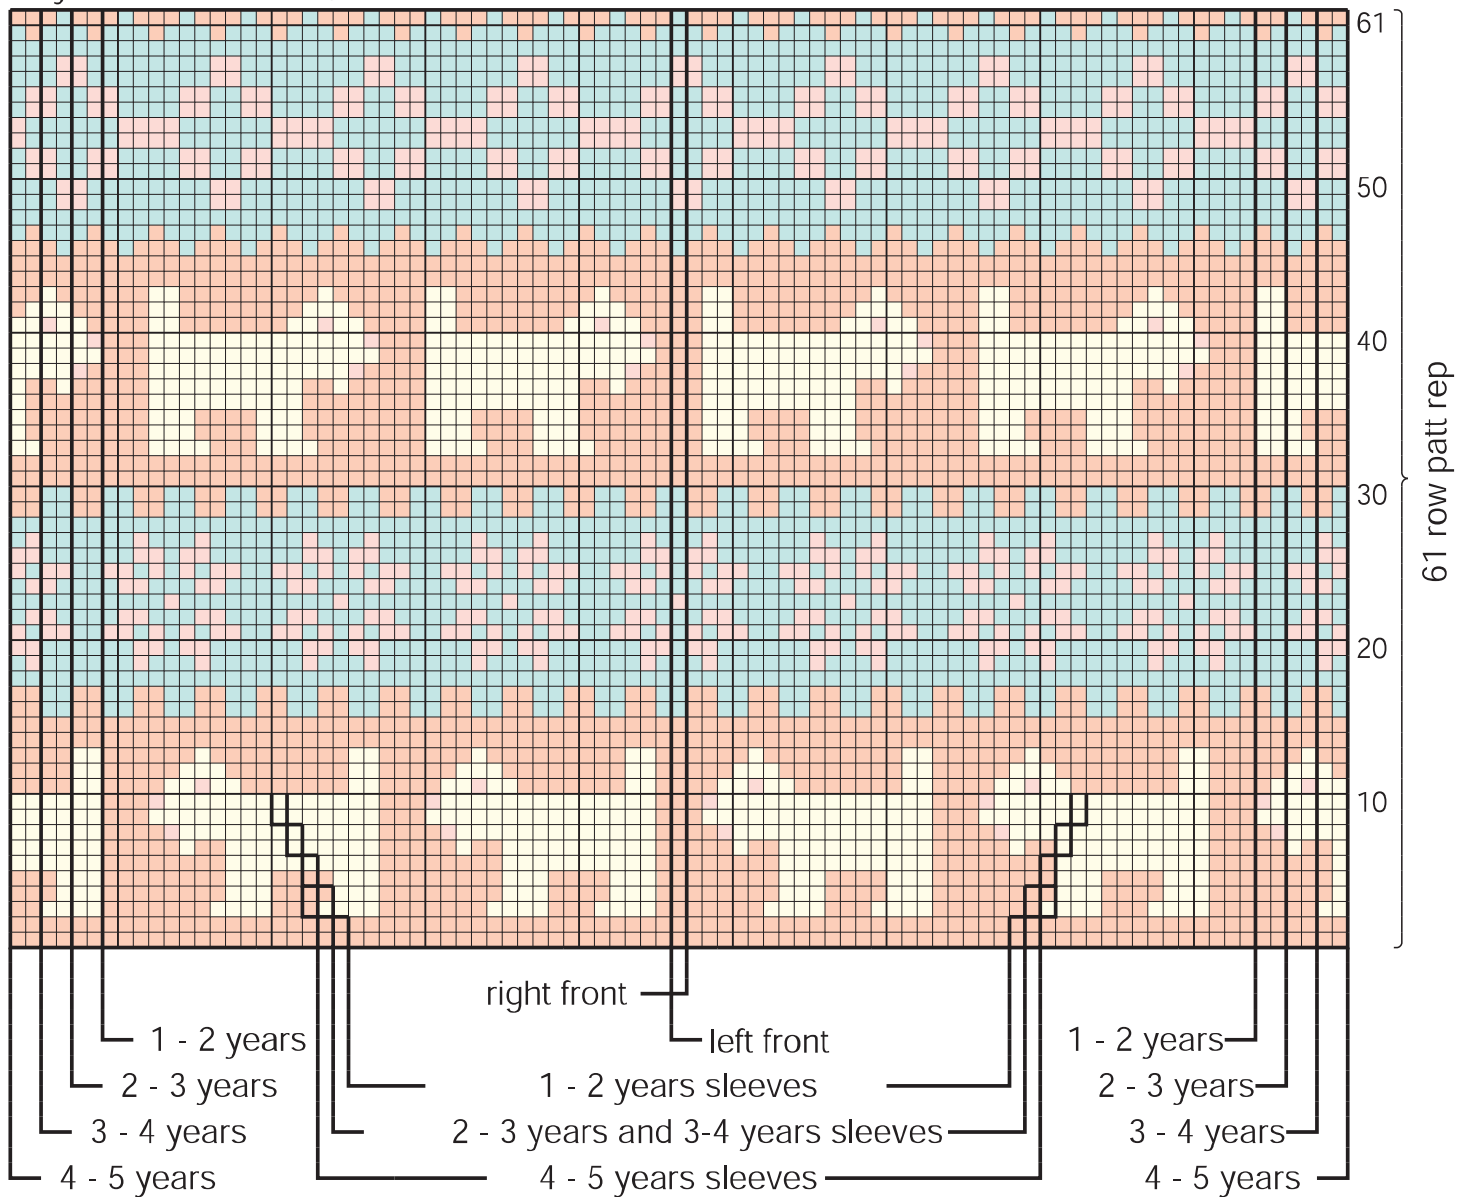 61
50
40
30
20
10
61 row patt rep
right front
left front
1 - 2 years
1 - 2 years
2 - 3 years
1 - 2 years sleeves
2 - 3 years
3 - 4 years
2 - 3 years and 3-4 years sleeves
3 - 4 years
4 - 5 years
4 - 5 years sleeves
4 - 5 years